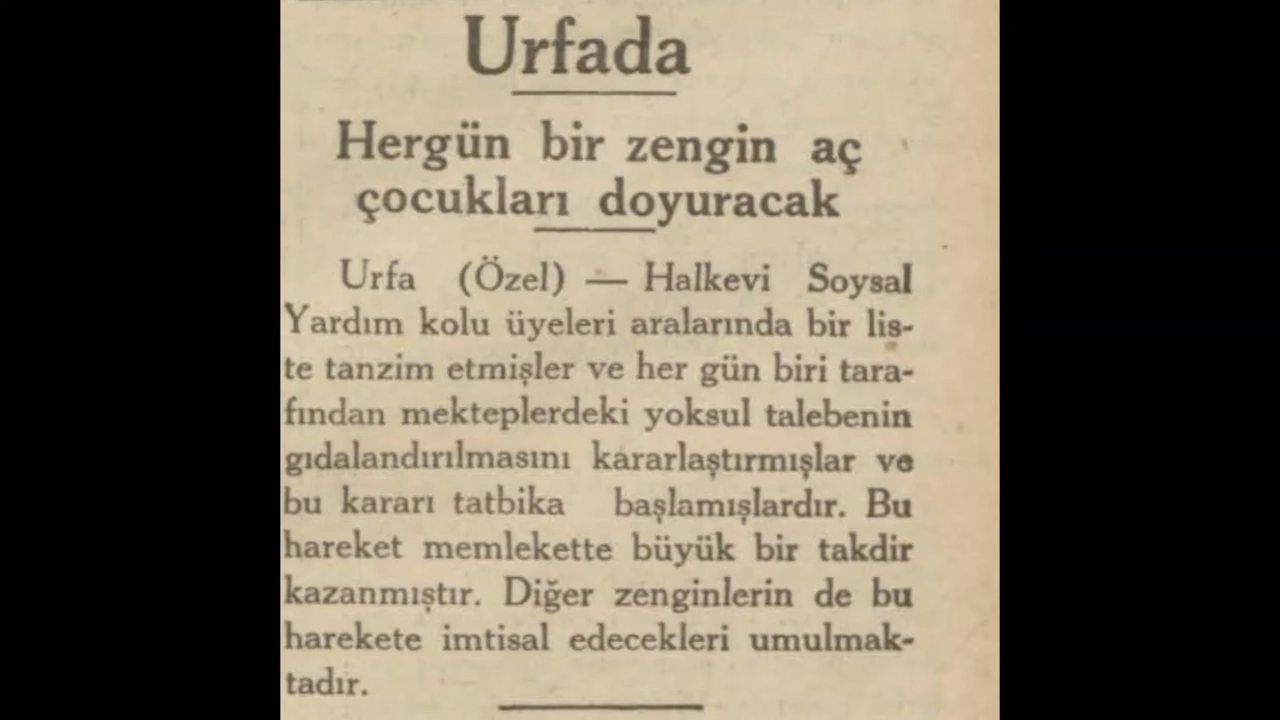 Urfada
Hergün bir zengin aç
çocukları doyuracak
Urfa (Özel) — Halkevi Soysal
Yardım kolu üyeleri aralarında bir lis-
te tanzim etmişler ve her gün biri tara-
fından mekteplerdeki yoksul talebenin
gıdalandırılmasını kararlaştırmışlar ve
bu kararı tatbika başlamışlardır. Bu
hareket memlekette büyük bir takdir
kazanmıştır. Diğer zenginlerin de bu
harekete imtisal edecekleri umulmak-
tadır.